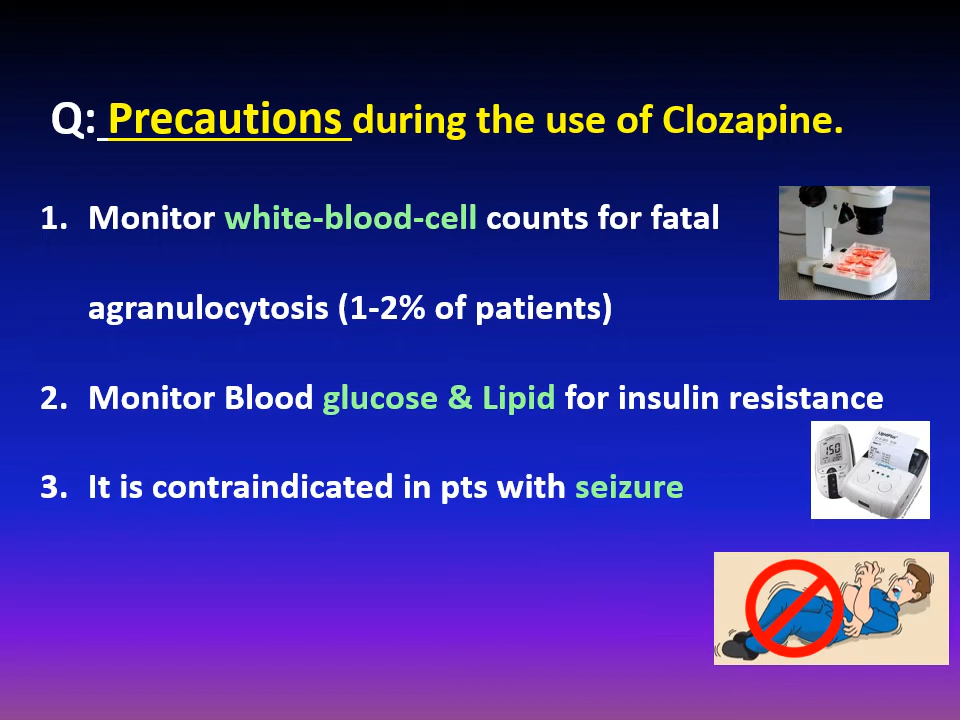 Q: Precautions during the use of Clozapine.
1. Monitor white-blood-cell counts for fatal
agranulocytosis (1-2% of patients)
2. Monitor Blood glucose & Lipid for insulin resistance
150
3. It is contraindicated in pts with seizure